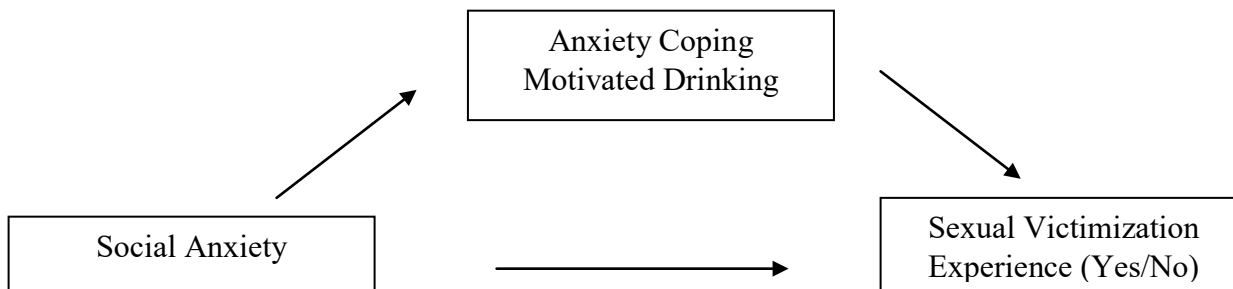 Anxiety Coping
Motivated Drinking
Social Anxiety
Sexual Victimization
Experience (Yes/No)